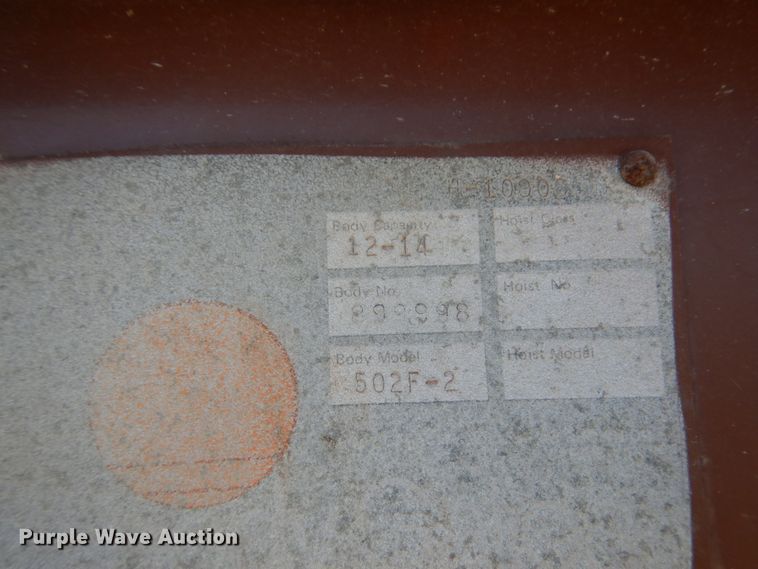 Body Capacity
12-14
Hoist Class
Body No.
Hoist No.
Body Model
502F-2
Hoist Model
Purple Wave Auction